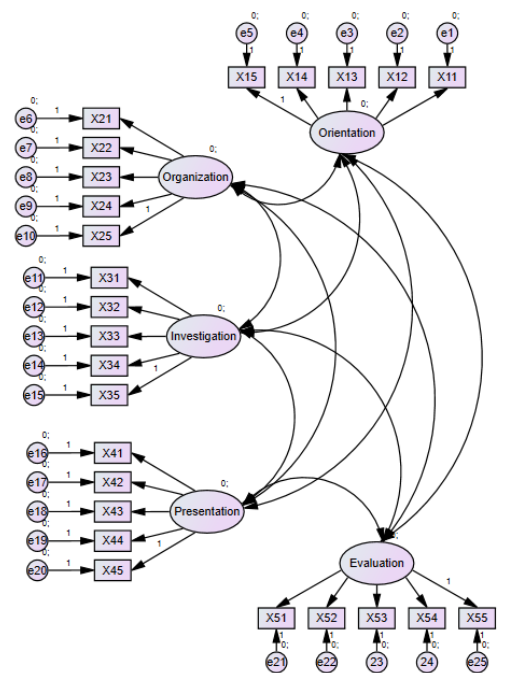 0; 0; 0; 0; 0;
e5 e4 e3 e2 e1
1 1 1 1 1
X15 X14 X13 X12 X11
1 0;
Orientation
0;
e6 1 X21
0;
e7 1 X22
0; 0;
e8 1 X23 Organization
0;
e9 1 X24
0; 1
e10 1 X25
0;
e11 1 X31
0;
e12 1 X32
0; 0;
e13 1 X33 Investigation
0;
e14 1 X34
0; 1
e15 1 X35
0;
e16 1 X41
0;
e17 1 X42
0; 0;
e18 1 X43 Presentation
0;
e19 1 X44
0; 1
e20 1 X45
0;
Evaluation
1
X51 X52 X53 X54 X55
1 1 1 1 1
0; 0; 0; 0; 0;
e21 e22 23 24 e25